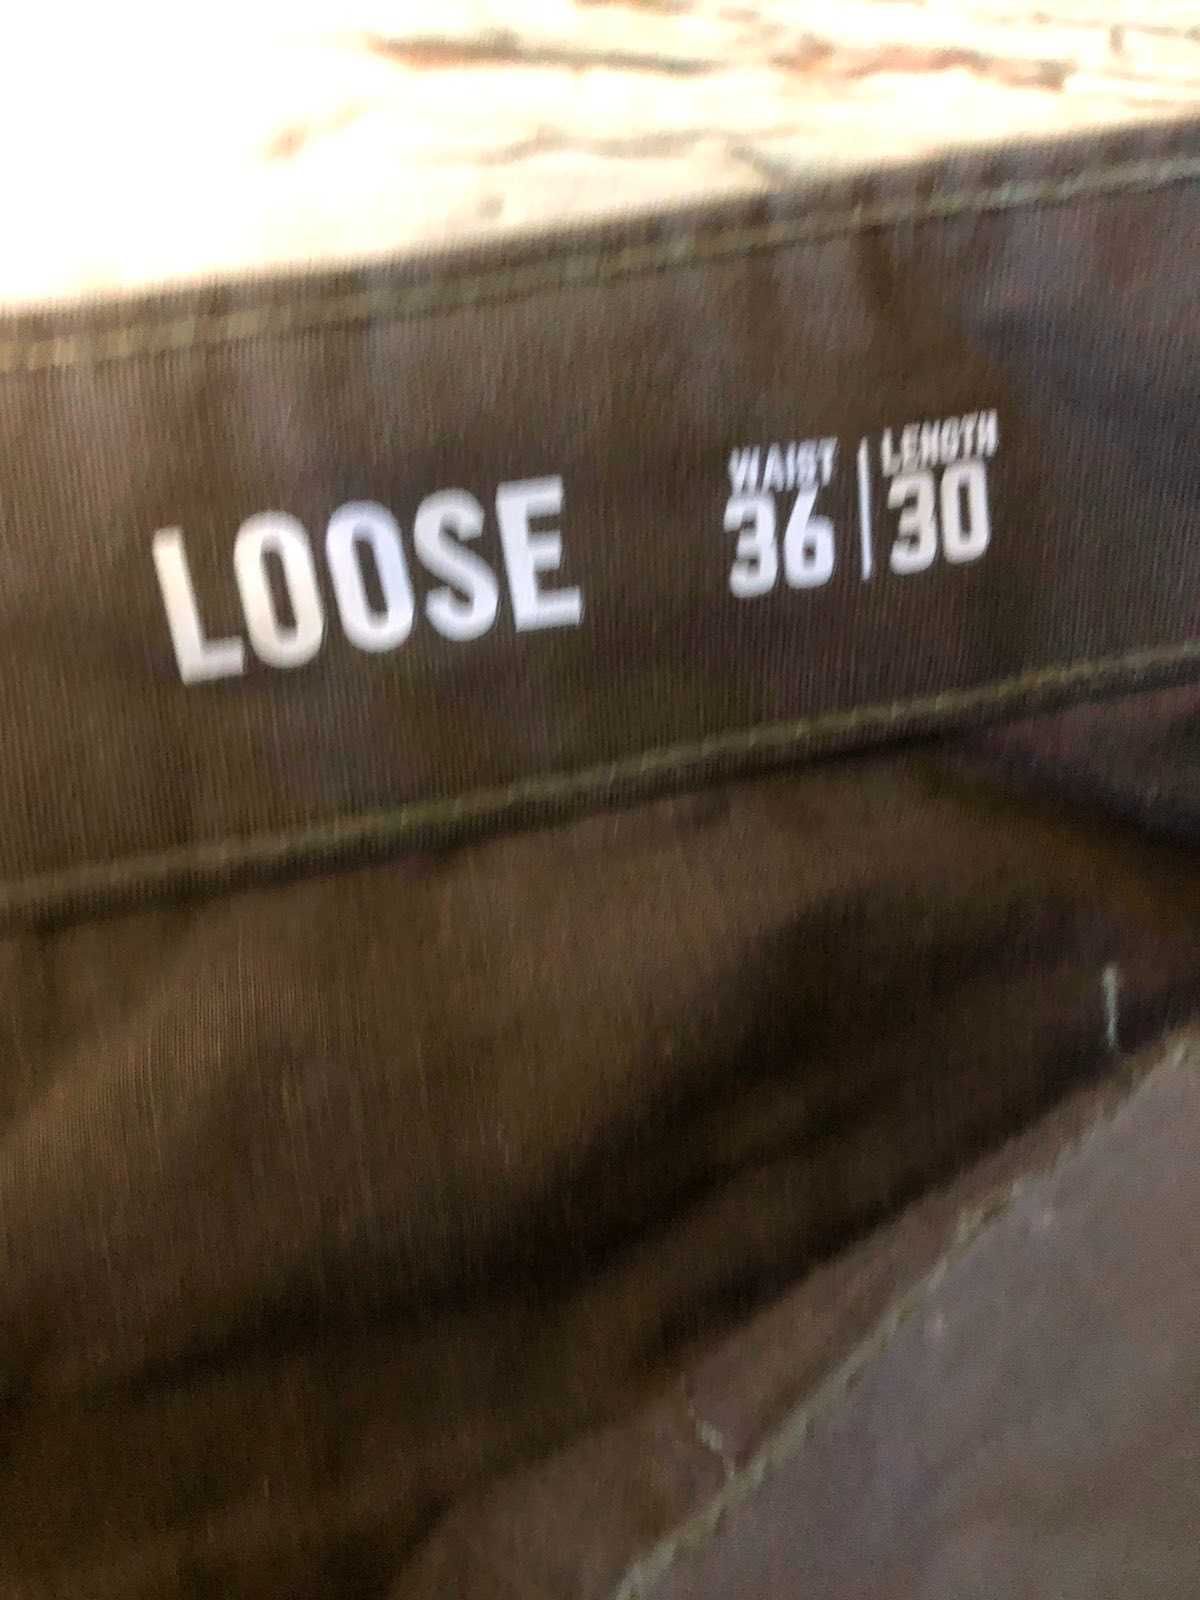 LOOSE
WAIST | LENGTH
36 | 30